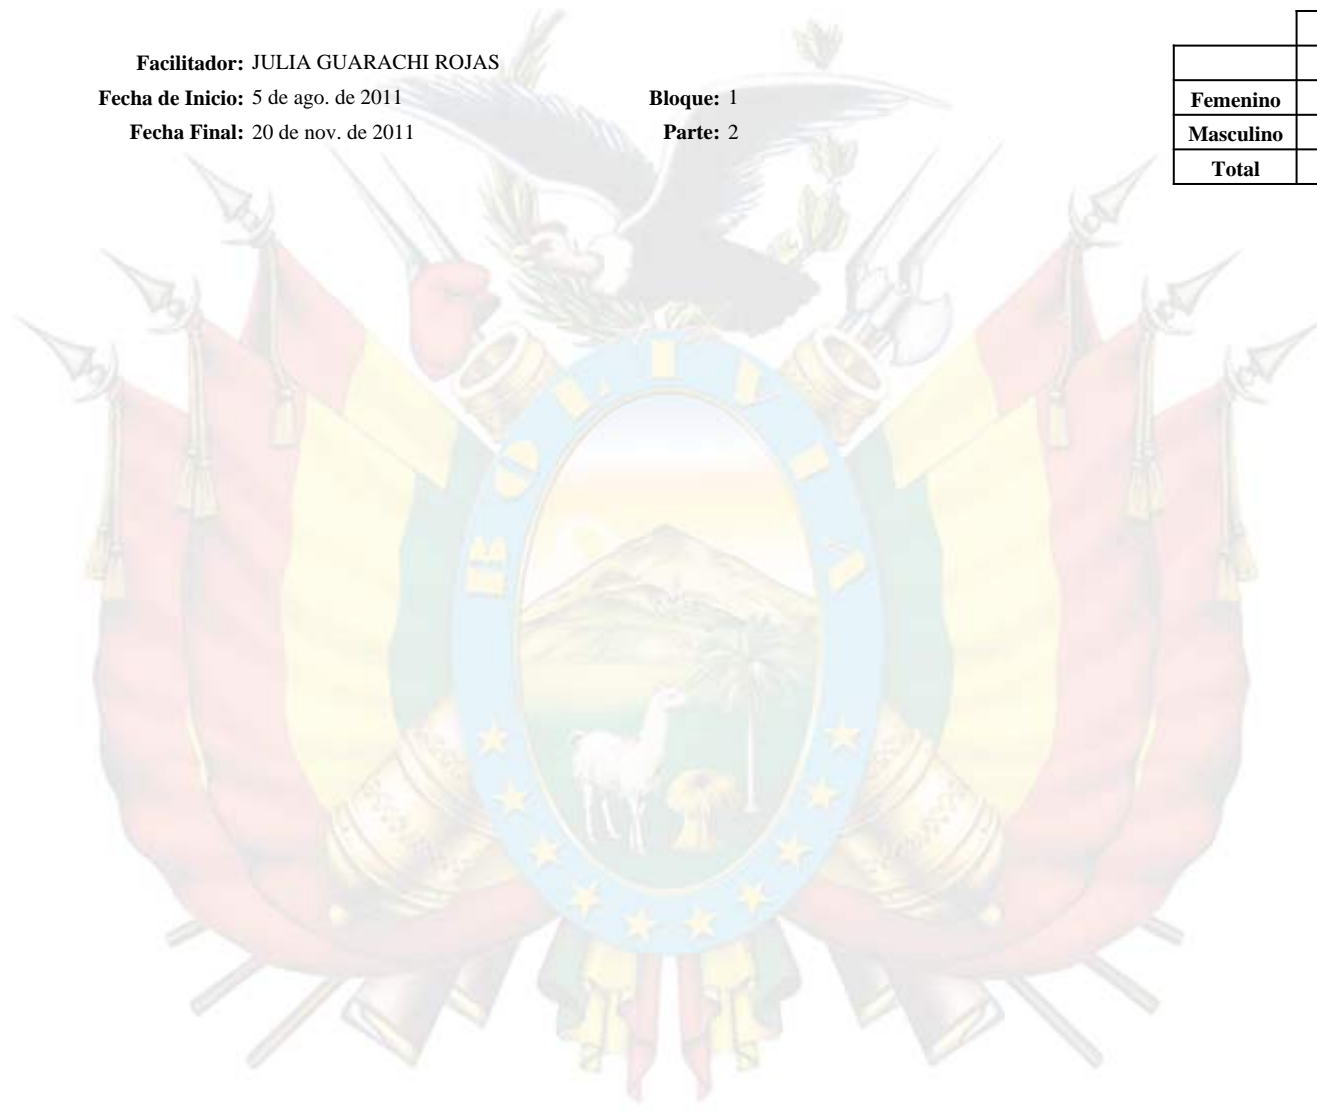 Facilitador: JULIA GUARACHI ROJAS
Fecha de Inicio: 5 de ago. de 2011 Bloque: 1
Fecha Final: 20 de nov. de 2011 Parte: 2
Femenino
Masculino
Total
BOLIVIA